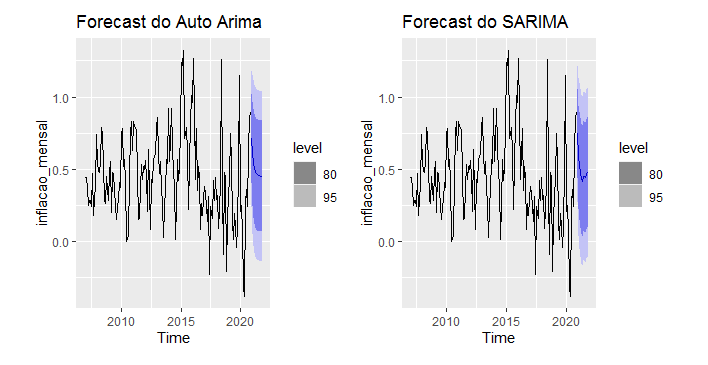 Forecast do Auto Arima
inflacao_mensal
1.0
0.5
0.0
2010
2015
2020
Time
level
80
95
Forecast do SARIMA
inflacao_mensal
1.0
0.5
0.0
2010
2015
2020
Time
level
80
95